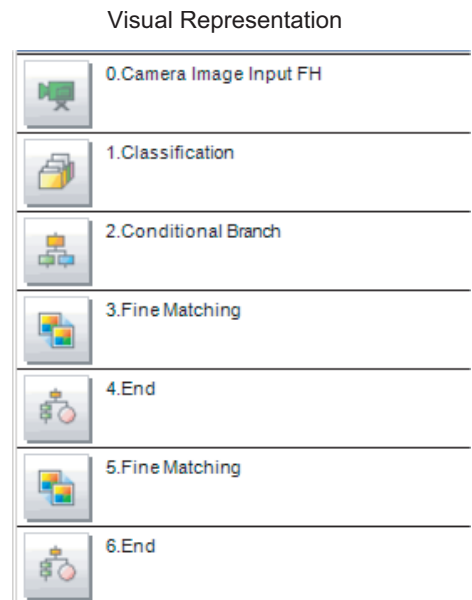 Visual Representation
0.Camera Image Input FH
1.Classification
2.Conditional Branch
3.Fine Matching
4.End
5.Fine Matching
6.End